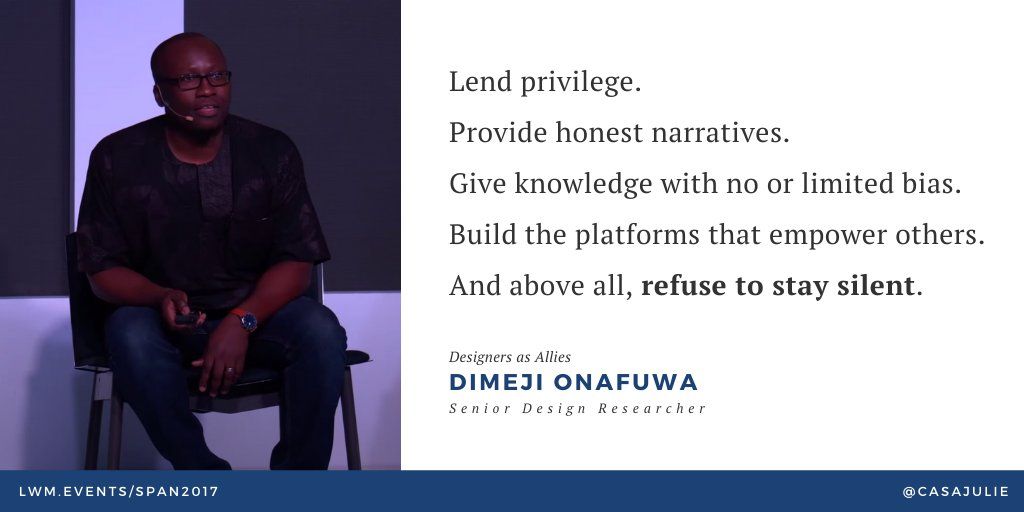 Lend privilege.
Provide honest narratives.
Give knowledge with no or limited bias.
Build the platforms that empower others.
And above all, refuse to stay silent.
Designers as Allies
DIMEJI ONAFUWA
Senior Design Researcher
LWM.EVENTS/SPAN2017
@CASAJULIE